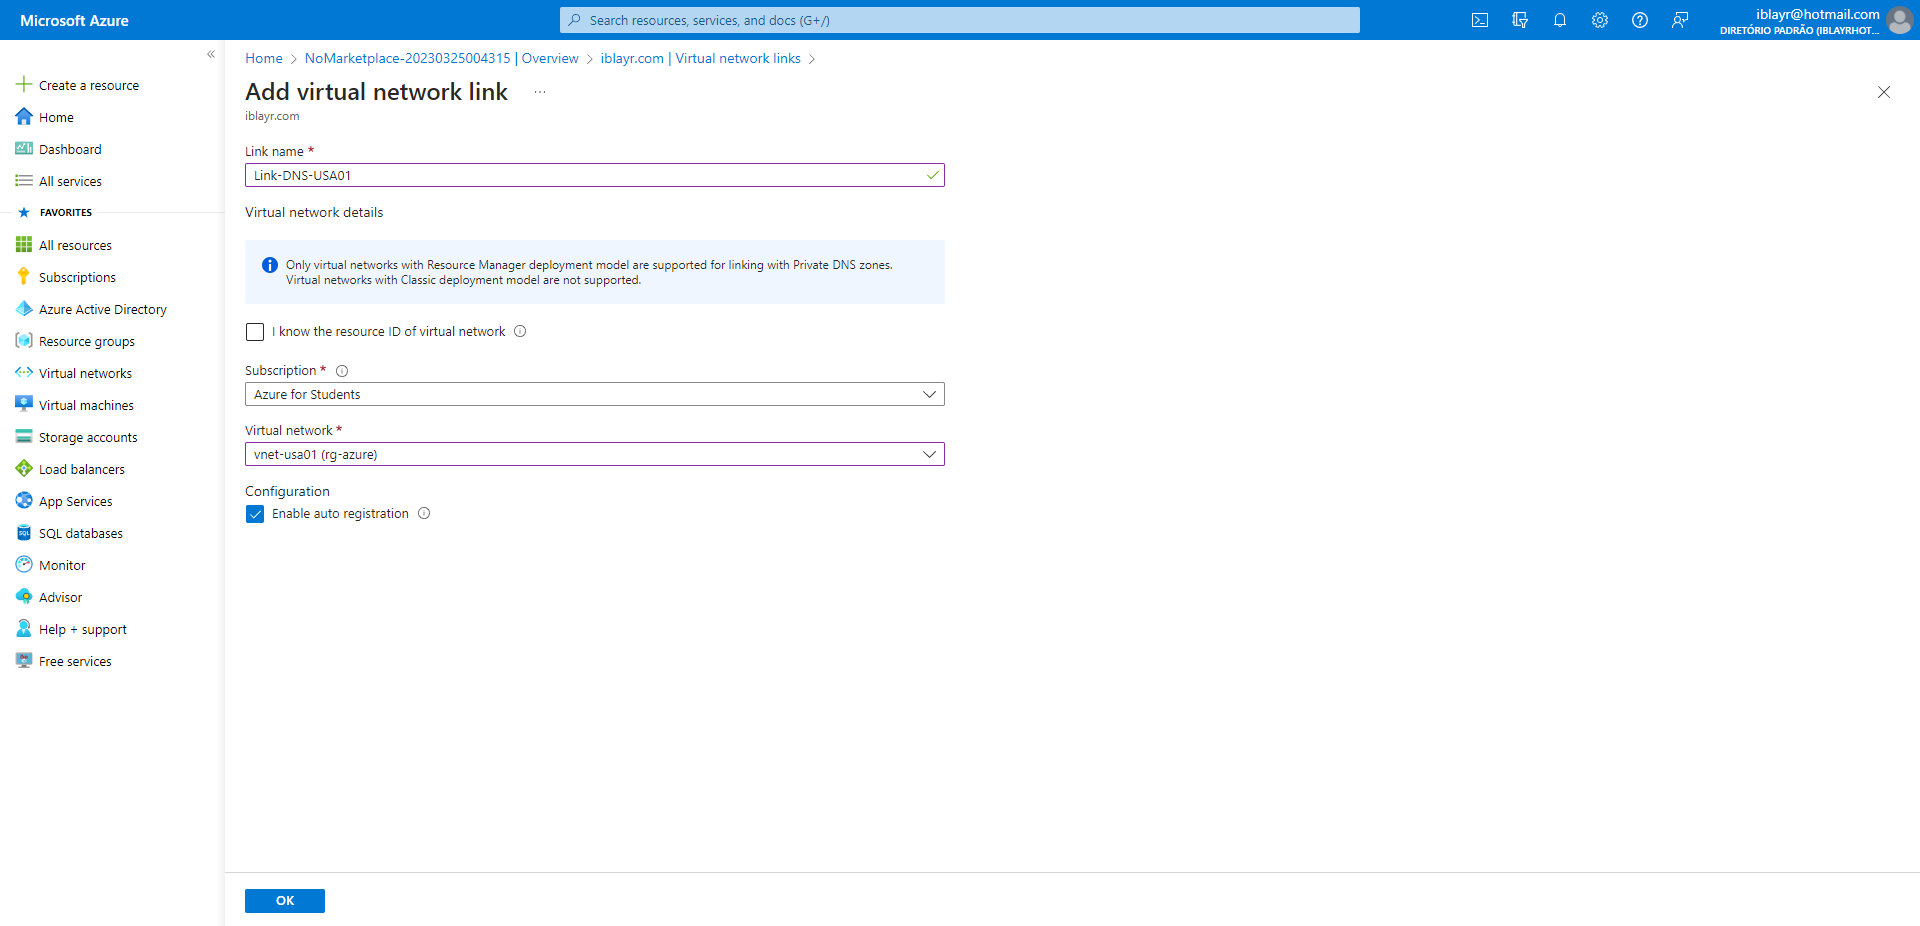 Microsoft Azure
Search resources, services, and docs (G+/)
iblayr@hotmail.com
DIRETÓRIO PADRÃO (IBLAYRHOT...
Create a resource
Home
Dashboard
All services
FAVORITES
All resources
Subscriptions
Azure Active Directory
Resource groups
Virtual networks
Virtual machines
Storage accounts
Load balancers
App Services
SQL databases
Monitor
Advisor
Help + support
Free services
Home > NoMarketplace-20230325004315 | Overview > iblayr.com | Virtual network links >
Add virtual network link ...
iblayr.com
Link name *
Link-DNS-USA01
Virtual network details
Only virtual networks with Resource Manager deployment model are supported for linking with Private DNS zones.
Virtual networks with Classic deployment model are not supported.
I know the resource ID of virtual network
Subscription *
Azure for Students
Virtual network *
vnet-usa01 (rg-azure)
Configuration
Enable auto registration
OK